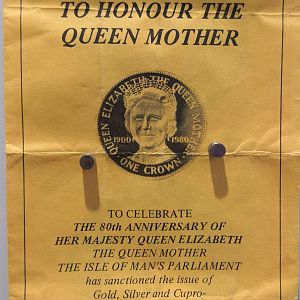 TO HONOUR THE
QUEEN MOTHER
QUEEN ELIZABETH THE QUEEN MOTHER
1900 1980
ONE CROWN
TO CELEBRATE
THE 80th ANNIVERSARY OF
HER MAJESTY QUEEN ELIZABETH
THE QUEEN MOTHER
THE ISLE OF MAN'S PARLIAMENT
has sanctioned the issue of
Gold, Silver and Cupro-